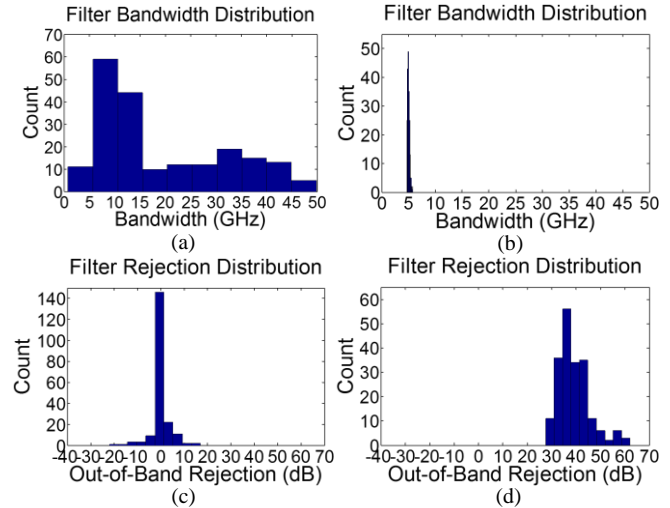 Filter Bandwidth Distribution
70
60
50
40
30
20
10
0
Count
0 5 10 15 20 25 30 35 40 45 50
Bandwidth (GHz)
(a)
Filter Bandwidth Distribution
50
40
30
20
10
0
Count
0 5 10 15 20 25 30 35 40 45 50
Bandwidth (GHz)
(b)
Filter Rejection Distribution
140
120
100
80
60
40
20
0
Count
-40-30-20-10 0 10 20 30 40 50 60 70
Out-of-Band Rejection (dB)
(c)
Filter Rejection Distribution
60
50
40
30
20
10
0
Count
-40-30-20-10 0 10 20 30 40 50 60 70
Out-of-Band Rejection (dB)
(d)